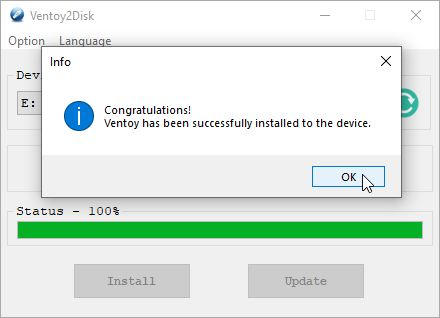 Ventoy2Disk
Option Language
Info
Congratulations!
Ventoy has been successfully installed to the device.
OK
E:
Status - 100%
Install Update